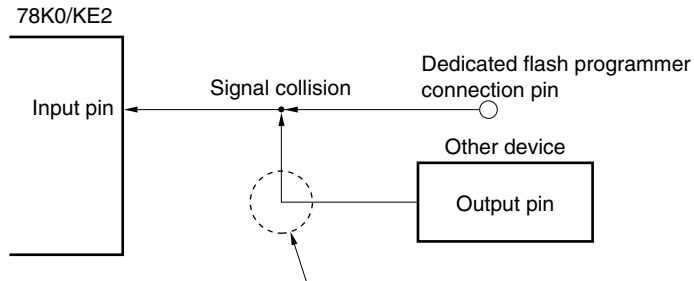 78K0/KE2
Signal collision
Dedicated flash programmer
connection pin
Input pin
Other device
Output pin